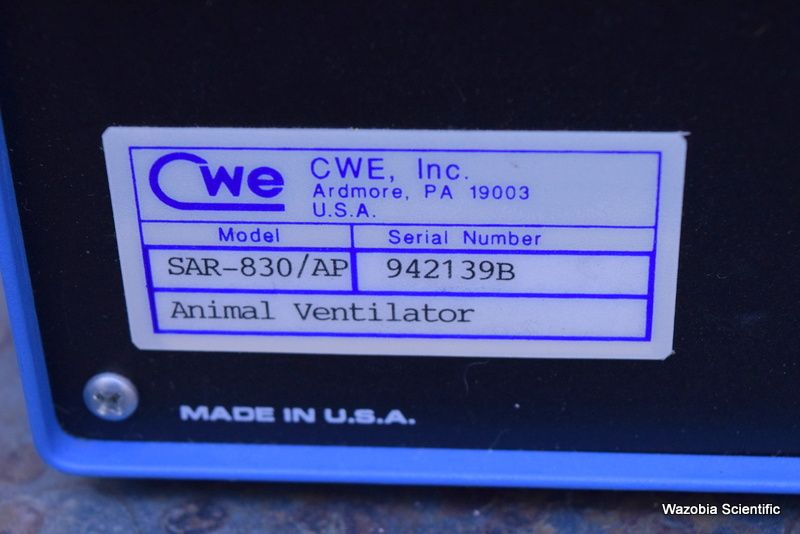 CWE
CWE, Inc.
Ardmore, PA 19003
U.S.A.
Model
Serial Number
SAR-830/AP
942139B
Animal Ventilator
MADE IN U.S.A.
Wazobia Scientific